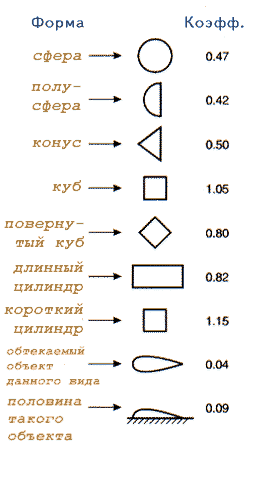 Форма Коэфф.
сфера 0.47
полу-
сфера 0.42
конус 0.50
куб 1.05
поверну-
тый куб 0.80
длинный
цилиндр 0.82
короткий
цилиндр 1.15
обтекаемый
объект 0.04
данного вида
половина
такого 0.09
объекта